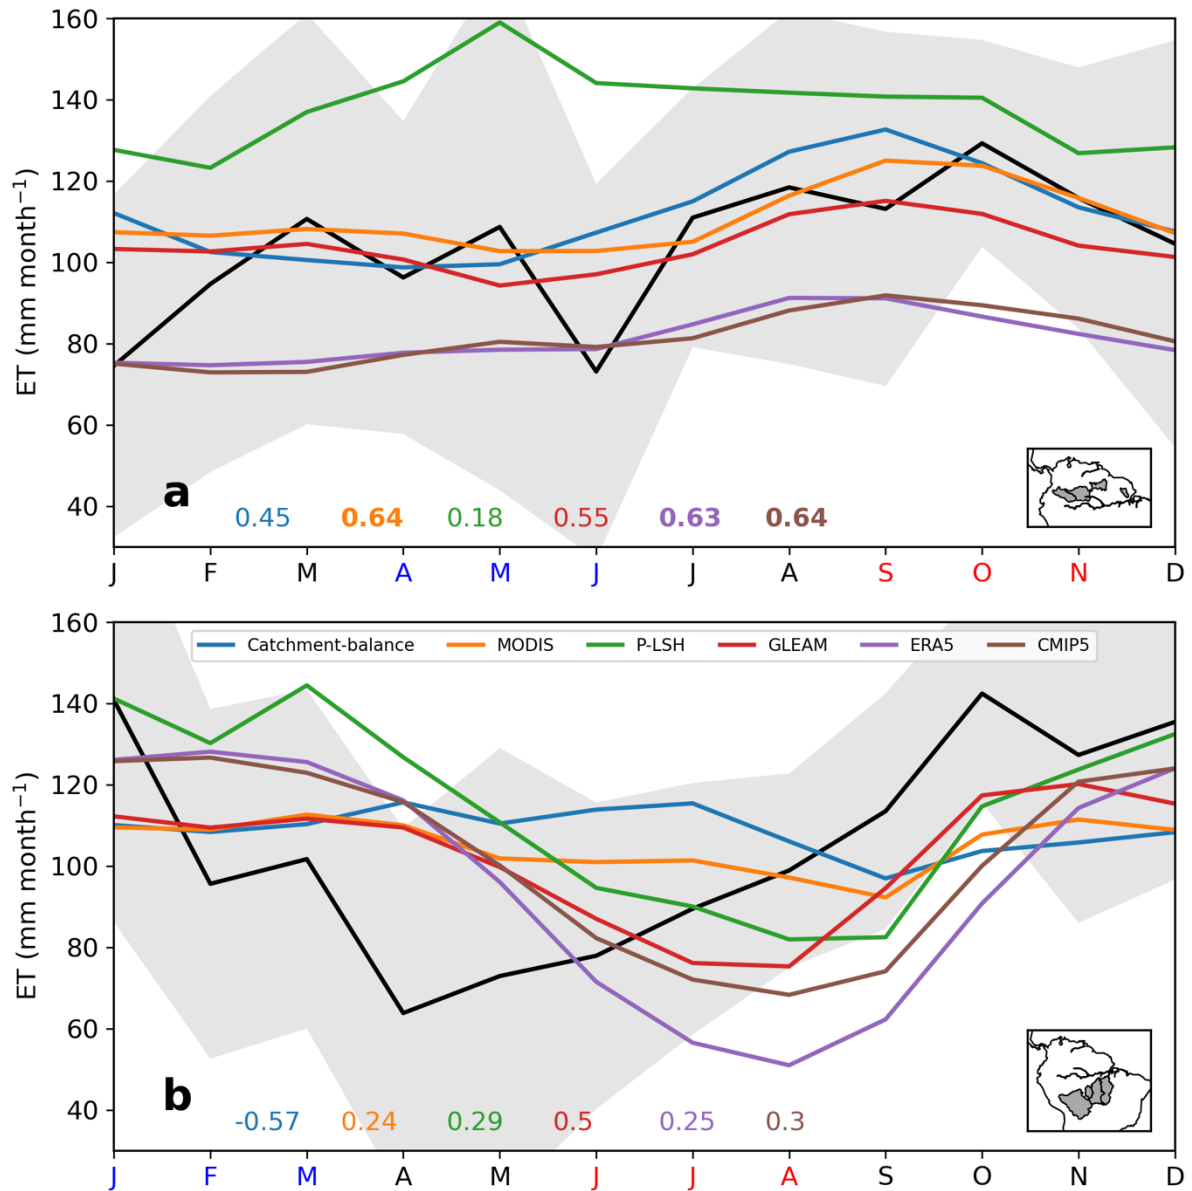 160
140
120
100
80
60
40
ET (mm month⁻¹)
a
0.45 0.64 0.18 0.55 0.63 0.64
J F M A M J J A S O N D
160
140
120
100
80
60
40
ET (mm month⁻¹)
Catchment-balance MODIS P-LSH GLEAM ERA5 CMIP5
b
-0.57 0.24 0.29 0.5 0.25 0.3
J F M A M J J A S O N D